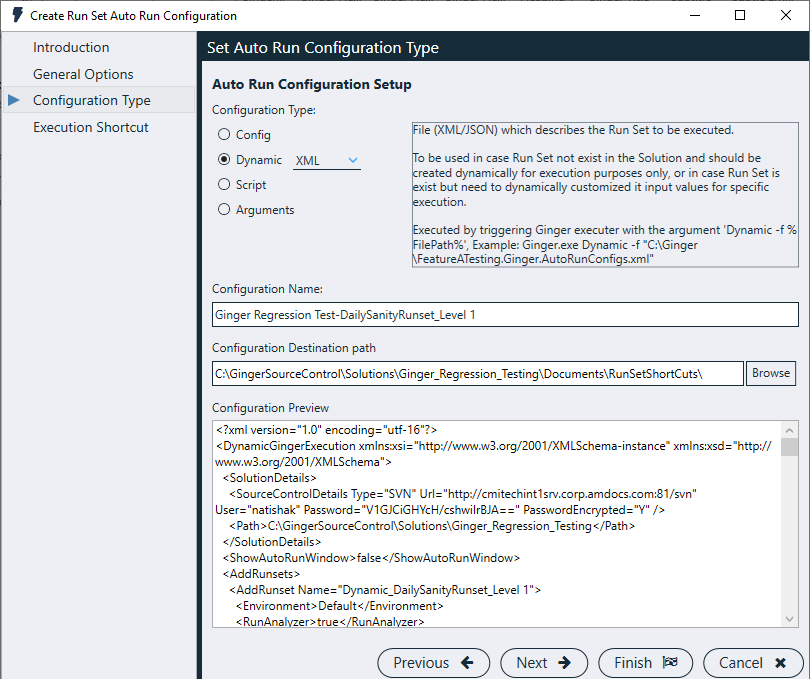 Create Run Set Auto Run Configuration
Introduction
General Options
Configuration Type
Execution Shortcut
Set Auto Run Configuration Type
Auto Run Configuration Setup
Configuration Type:
Config
Dynamic XML
Script
Arguments
File (XML/JSON) which describes the Run Set to be executed.
To be used in case Run Set not exist in the Solution and should be
created dynamically for execution purposes only, or in case Run Set is
exist but need to dynamically customized it input values for specific
execution.
Executed by triggering Ginger executer with the argument 'Dynamic -f %
FilePath%', Example: Ginger.exe Dynamic -f "C:\Ginger
\FeatureATesting.Ginger.AutoRunConfigs.xml"
Configuration Name:
Ginger Regression Test-DailySanityRunset_Level 1
Configuration Destination path
C:\GingerSourceControl\Solutions\Ginger_Regression_Testing\Documents\RunSetShortCuts\
Browse
Configuration Preview
<?xml version="1.0" encoding="utf-16"?>
<DynamicGingerExecution xmlns:xsi="http://www.w3.org/2001/XMLSchema-instance" xmlns:xsd="http://
www.w3.org/2001/XMLSchema">
<SolutionDetails>
<SourceControlDetails Type="SVN" Url="http://cmitechint1srv.corp.amdocs.com:81/svn"
User="natishak" Password="V1GJCiGHYcH/cshwiIrBJA==" PasswordEncrypted="Y" />
<Path>C:\GingerSourceControl\Solutions\Ginger_Regression_Testing</Path>
</SolutionDetails>
<ShowAutoRunWindow>false</ShowAutoRunWindow>
<AddRunsets>
<AddRunset Name="Dynamic_DailySanityRunset_Level 1">
<Environment>Default</Environment>
<RunAnalyzer>true</RunAnalyzer>
Previous
Next
Finish
Cancel